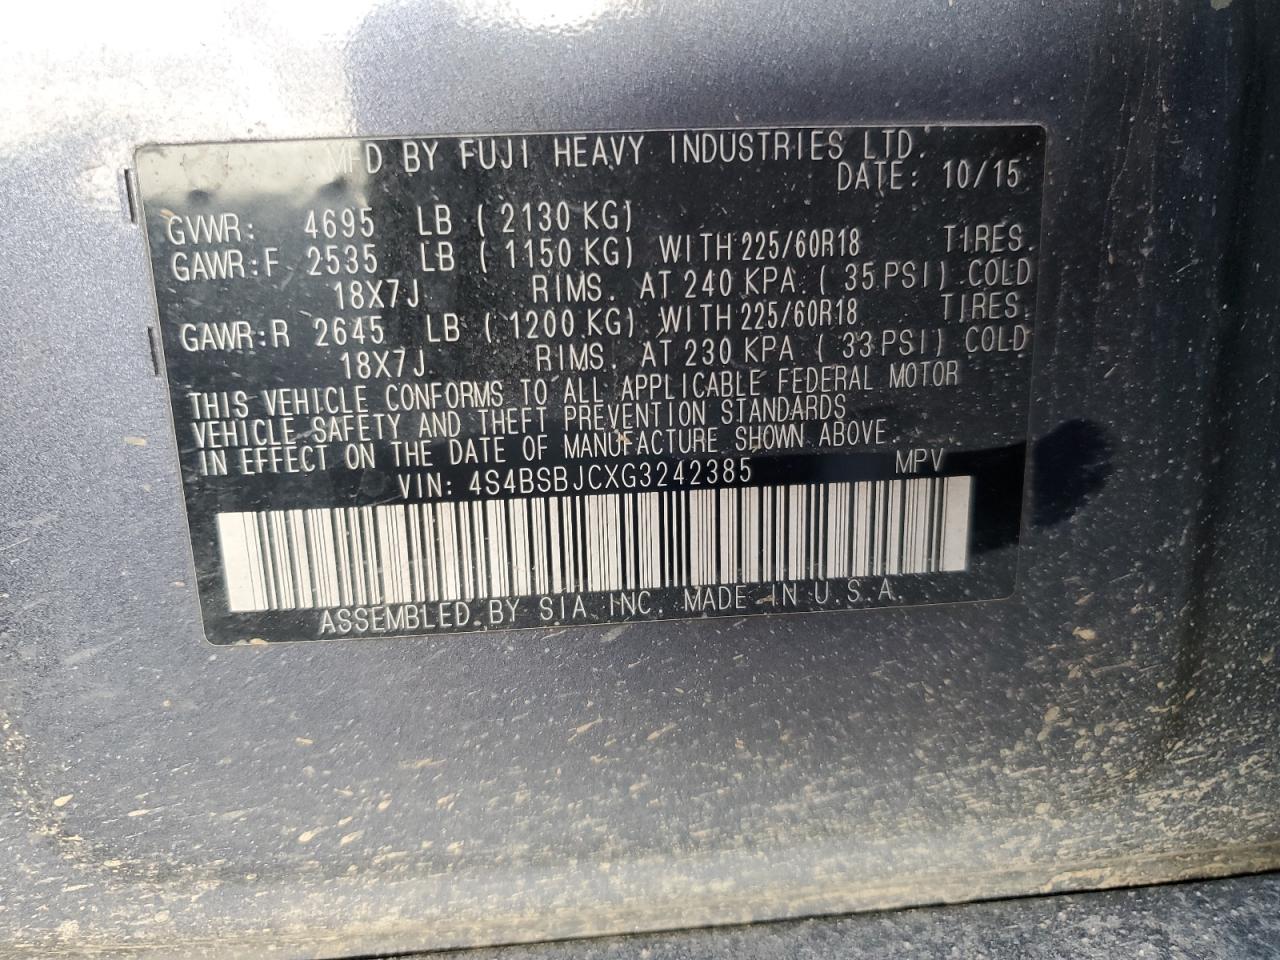 MFD BY FUJI HEAVY INDUSTRIES LTD.
DATE: 10/15
GVWR: 4695 LB (2130 KG)
GAWR:F 2535 LB (1150 KG) WITH 225/60R18 TIRES.
18X7J RIMS. AT 240 KPA (35 PSI) COLD
GAWR:R 2645 LB (1200 KG) WITH 225/60R18 TIRES.
18X7J RIMS. AT 230 KPA (33 PSI) COLD
THIS VEHICLE CONFORMS TO ALL APPLICABLE FEDERAL MOTOR
VEHICLE SAFETY AND THEFT PREVENTION STANDARDS
IN EFFECT ON THE DATE OF MANUFACTURE SHOWN ABOVE.
VIN: 4S4BSBJCXG3242385 MPV
ASSEMBLED BY SIA INC. MADE IN U.S.A.